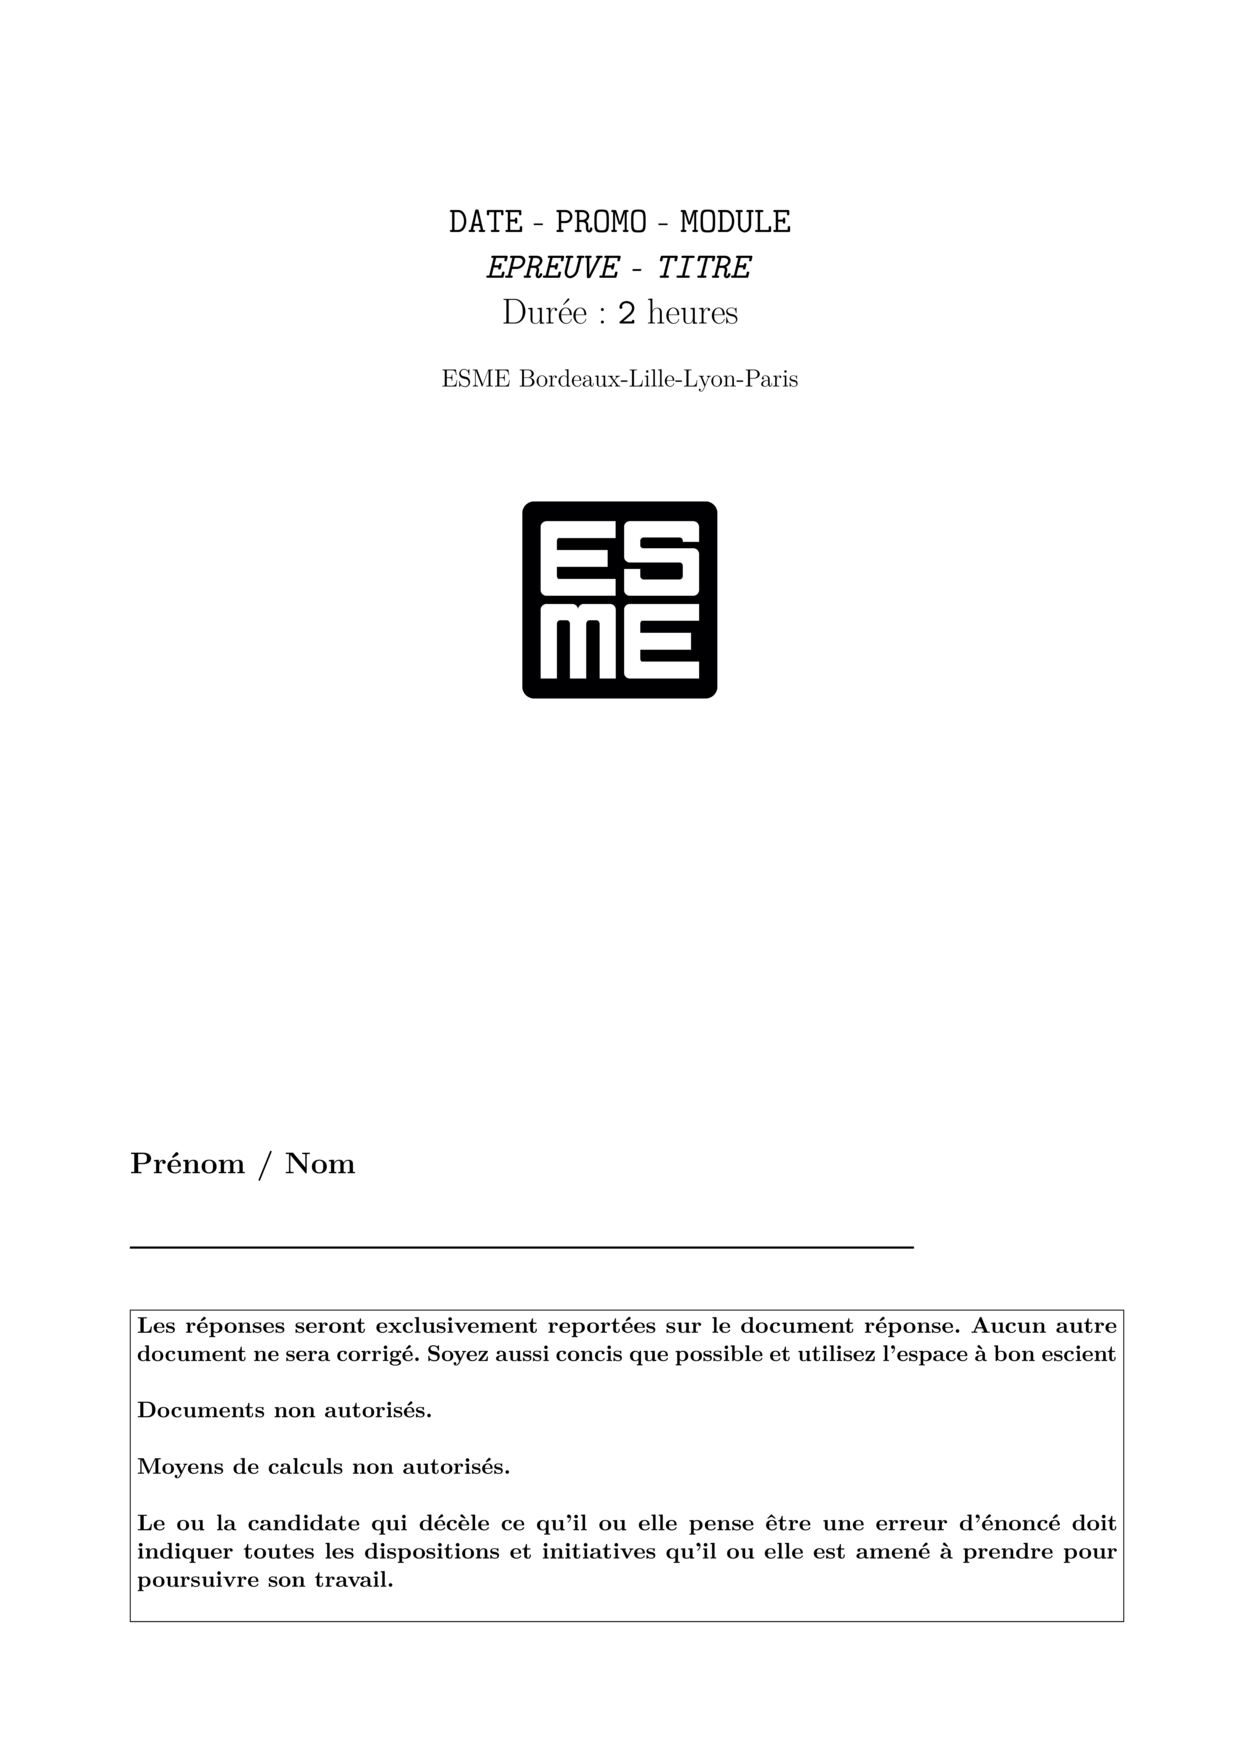 DATE - PROMO - MODULE
EPREUVE - TITRE
Durée : 2 heures
ESME Bordeaux-Lille-Lyon-Paris
ES
ME
Prénom / Nom
Les réponses seront exclusivement reportées sur le document réponse. Aucun autre
document ne sera corrigé. Soyez aussi concis que possible et utilisez l'espace à bon escient
Documents non autorisés.
Moyens de calculs non autorisés.
Le ou la candidate qui décèle ce qu'il ou elle pense être une erreur d'énoncé doit
indiquer toutes les dispositions et initiatives qu'il ou elle est amené à prendre pour
poursuivre son travail.